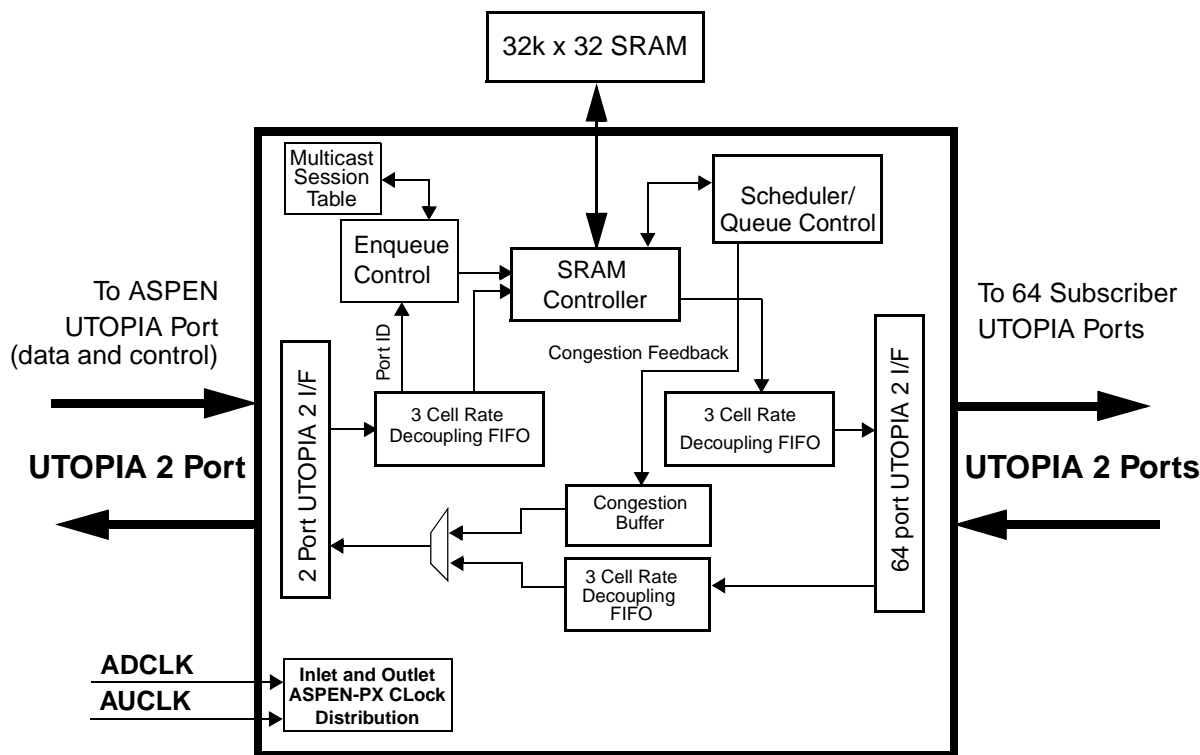 32k x 32 SRAM
Multicast
Session
Table
Scheduler/
Queue Control
Enqueue
Control
SRAM
Controller
To ASPEN
UTOPIA Port
(data and control)
To 64 Subscriber
UTOPIA Ports
Port ID
Congestion Feedback
2 Port UTOPIA 2 I/F
3 Cell Rate
Decoupling FIFO
3 Cell Rate
Decoupling FIFO
64 port UTOPIA 2 I/F
UTOPIA 2 Port
UTOPIA 2 Ports
Congestion
Buffer
3 Cell Rate
Decoupling
FIFO
ADCLK
AUCLK
Inlet and Outlet
ASPEN-PX CLock
Distribution